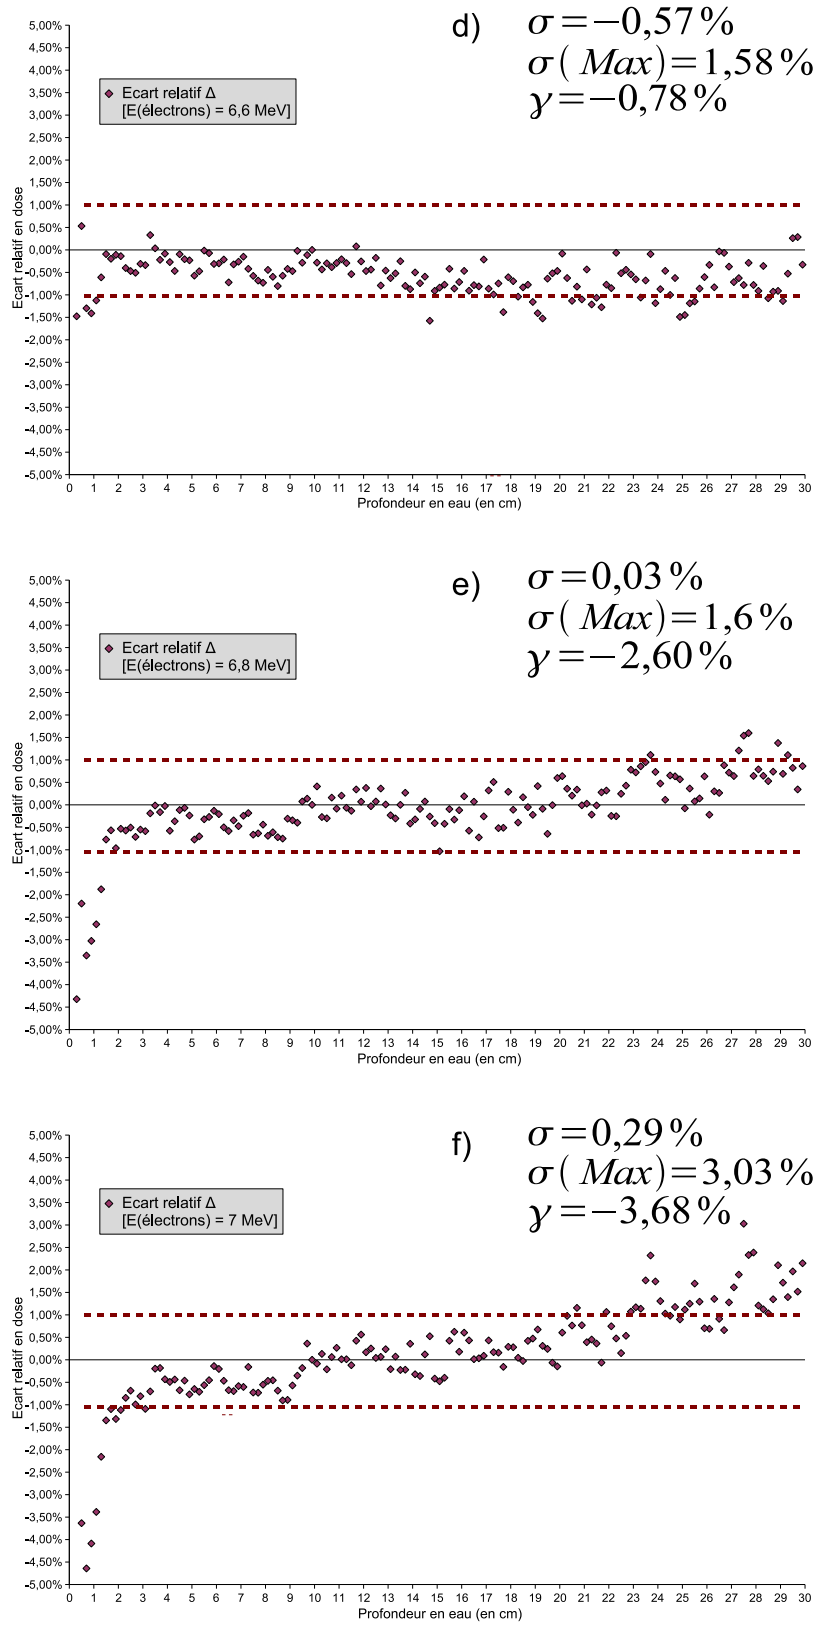 d)
σ=−0,57%
σ( Max)=1,58%
γ=−0,78%
Ecart relatif en dose
5,00%
4,50%
4,00%
3,50%
3,00%
2,50%
2,00%
1,50%
1,00%
0,50%
0,00%
-0,50%
-1,00%
-1,50%
-2,00%
-2,50%
-3,00%
-3,50%
-4,00%
-4,50%
-5,00%
Ecart relatif Δ
[E(électrons) = 6,6 MeV]
0 1 2 3 4 5 6 7 8 9 10 11 12 13 14 15 16 17 18 19 20 21 22 23 24 25 26 27 28 29 30
Profondeur en eau (en cm)
e)
σ=0,03%
σ( Max)=1,6%
γ=−2,60%
Ecart relatif en dose
5,00%
4,50%
4,00%
3,50%
3,00%
2,50%
2,00%
1,50%
1,00%
0,50%
0,00%
-0,50%
-1,00%
-1,50%
-2,00%
-2,50%
-3,00%
-3,50%
-4,00%
-4,50%
-5,00%
Ecart relatif Δ
[E(électrons) = 6,8 MeV]
0 1 2 3 4 5 6 7 8 9 10 11 12 13 14 15 16 17 18 19 20 21 22 23 24 25 26 27 28 29 30
Profondeur en eau (en cm)
f)
σ=0,29%
σ( Max)=3,03%
γ=−3,68%
Ecart relatif en dose
5,00%
4,50%
4,00%
3,50%
3,00%
2,50%
2,00%
1,50%
1,00%
0,50%
0,00%
-0,50%
-1,00%
-1,50%
-2,00%
-2,50%
-3,00%
-3,50%
-4,00%
-4,50%
-5,00%
Ecart relatif Δ
[E(électrons) = 7 MeV]
0 1 2 3 4 5 6 7 8 9 10 11 12 13 14 15 16 17 18 19 20 21 22 23 24 25 26 27 28 29 30
Profondeur en eau (en cm)